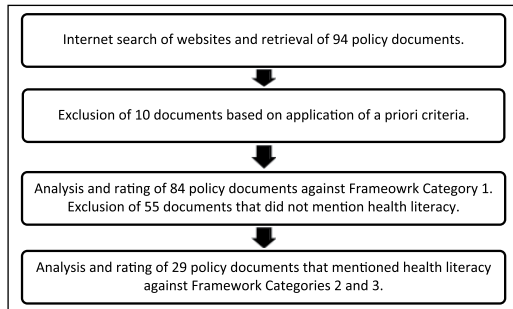 Internet search of websites and retrieval of 94 policy documents.
Exclusion of 10 documents based on application of a priori criteria.
Analysis and rating of 84 policy documents against Frameowrk Category 1.
Exclusion of 55 documents that did not mention health literacy.
Analysis and rating of 29 policy documents that mentioned health literacy
against Framework Categories 2 and 3.